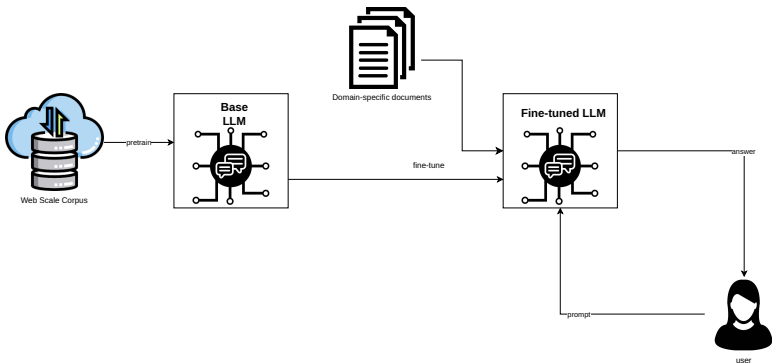 Domain-specific documents
Base
LLM
Fine-tuned LLM
pretrain
answer
fine-tune
Web Scale Corpus
prompt
user